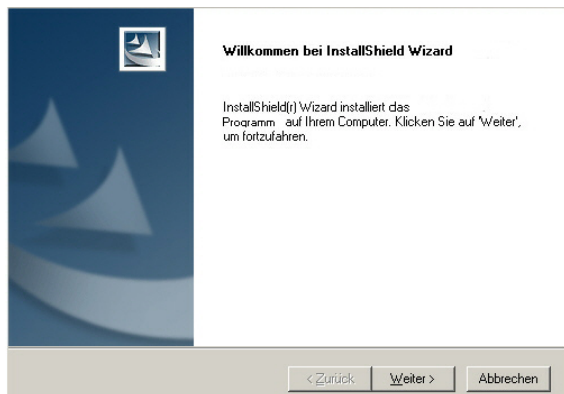 Willkommen bei InstallShield Wizard
InstallShield(r) Wizard installiert das
Programm auf Ihrem Computer. Klicken Sie auf 'Weiter',
um fortzufahren.
< Zurück
Weiter >
Abbrechen